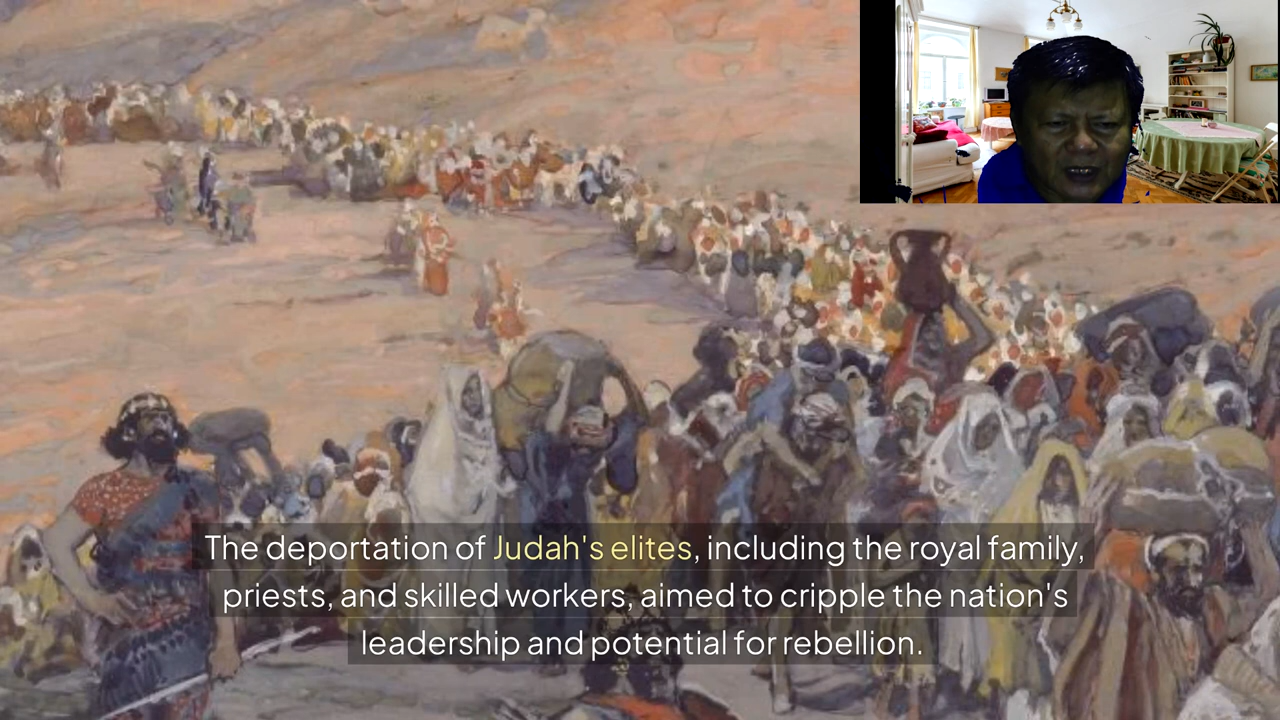 The deportation of Judah's elites, including the royal family,
priests, and skilled workers, aimed to cripple the nation's
leadership and potential for rebellion.